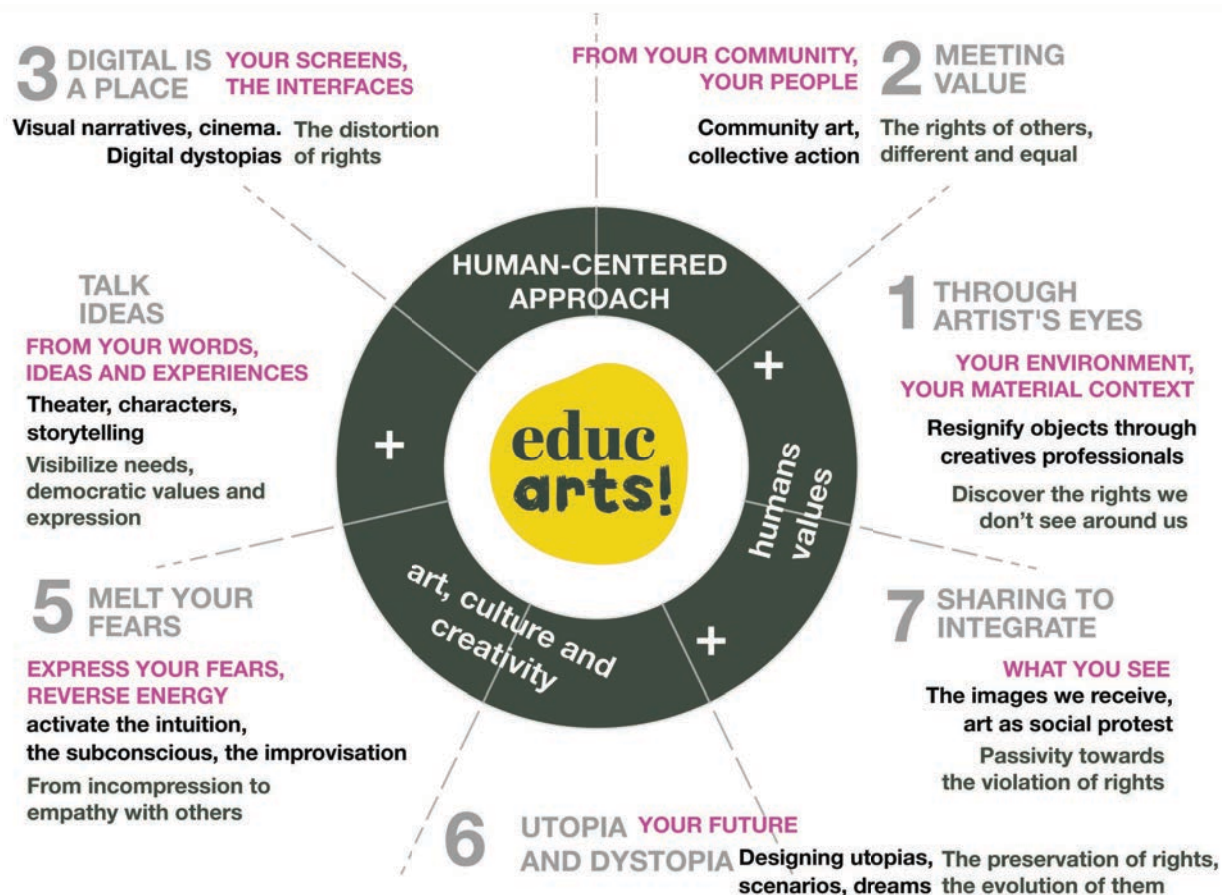 3 DIGITAL IS
A PLACE
YOUR SCREENS,
THE INTERFACES
Visual narratives, cinema.
Digital dystopias
The distortion
of rights
FROM YOUR COMMUNITY,
YOUR PEOPLE
2 MEETING
VALUE
Community art,
collective action
The rights of others,
different and equal
TALK
IDEAS
FROM YOUR WORDS,
IDEAS AND EXPERIENCES
Theater, characters,
storytelling
Visibilize needs,
democratic values and
expression
HUMAN-CENTERED
APPROACH
+
humans
values
+
art, culture and
creativity
+
educ
arts!
1 THROUGH
ARTIST'S EYES
YOUR ENVIRONMENT,
YOUR MATERIAL CONTEXT
Resignify objects through
creatives professionals
Discover the rights we
don't see around us
5 MELT YOUR
FEARS
EXPRESS YOUR FEARS,
REVERSE ENERGY
activate the intuition,
the subconscious, the improvisation
From incompression to
empathy with others
7 SHARING TO
INTEGRATE
WHAT YOU SEE
The images we receive,
art as social protest
Passivity towards
the violation of rights
6 UTOPIA
AND DYSTOPIA
YOUR FUTURE
Designing utopias,
scenarios, dreams
The preservation of rights,
the evolution of them